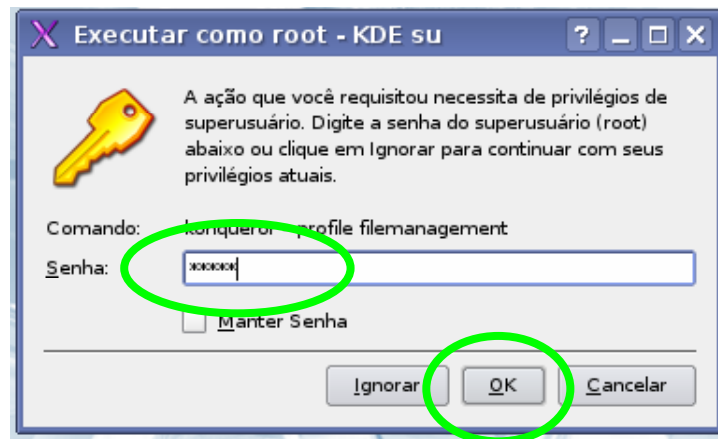 Executar como root - KDE su
A ação que você requisitou necessita de privilégios de
superusuário. Digite a senha do superusuário (root)
abaixo ou clique em Ignorar para continuar com seus
privilégios atuais.
Comando: konqueror --profile filemanagement
Senha: *****
Manter Senha
Ignorar OK Cancelar